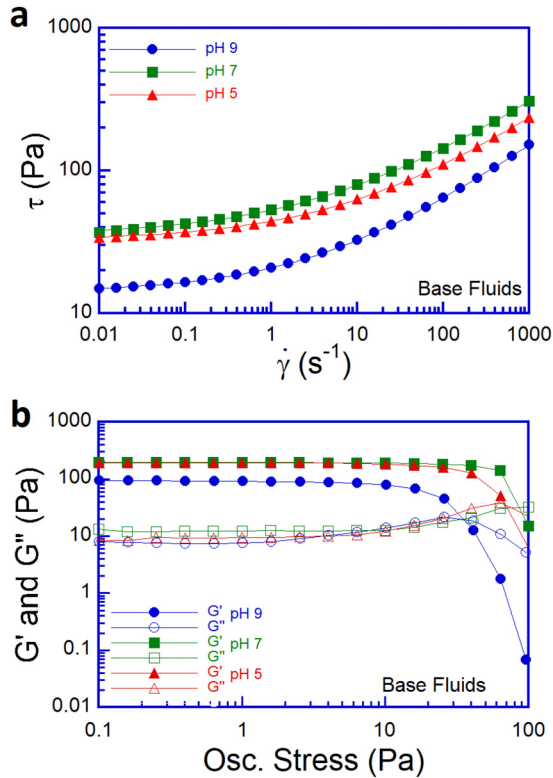 a
1000
100
10
τ (Pa)
pH 9
pH 7
pH 5
Base Fluids
0.01 0.1 1 10 100 1000
γ̇ (s⁻¹)
b
1000
100
10
1
0.1
0.01
G' and G" (Pa)
G' pH 9
G"
G' pH 7
G"
G' pH 5
G"
Base Fluids
0.1 1 10 100
Osc. Stress (Pa)